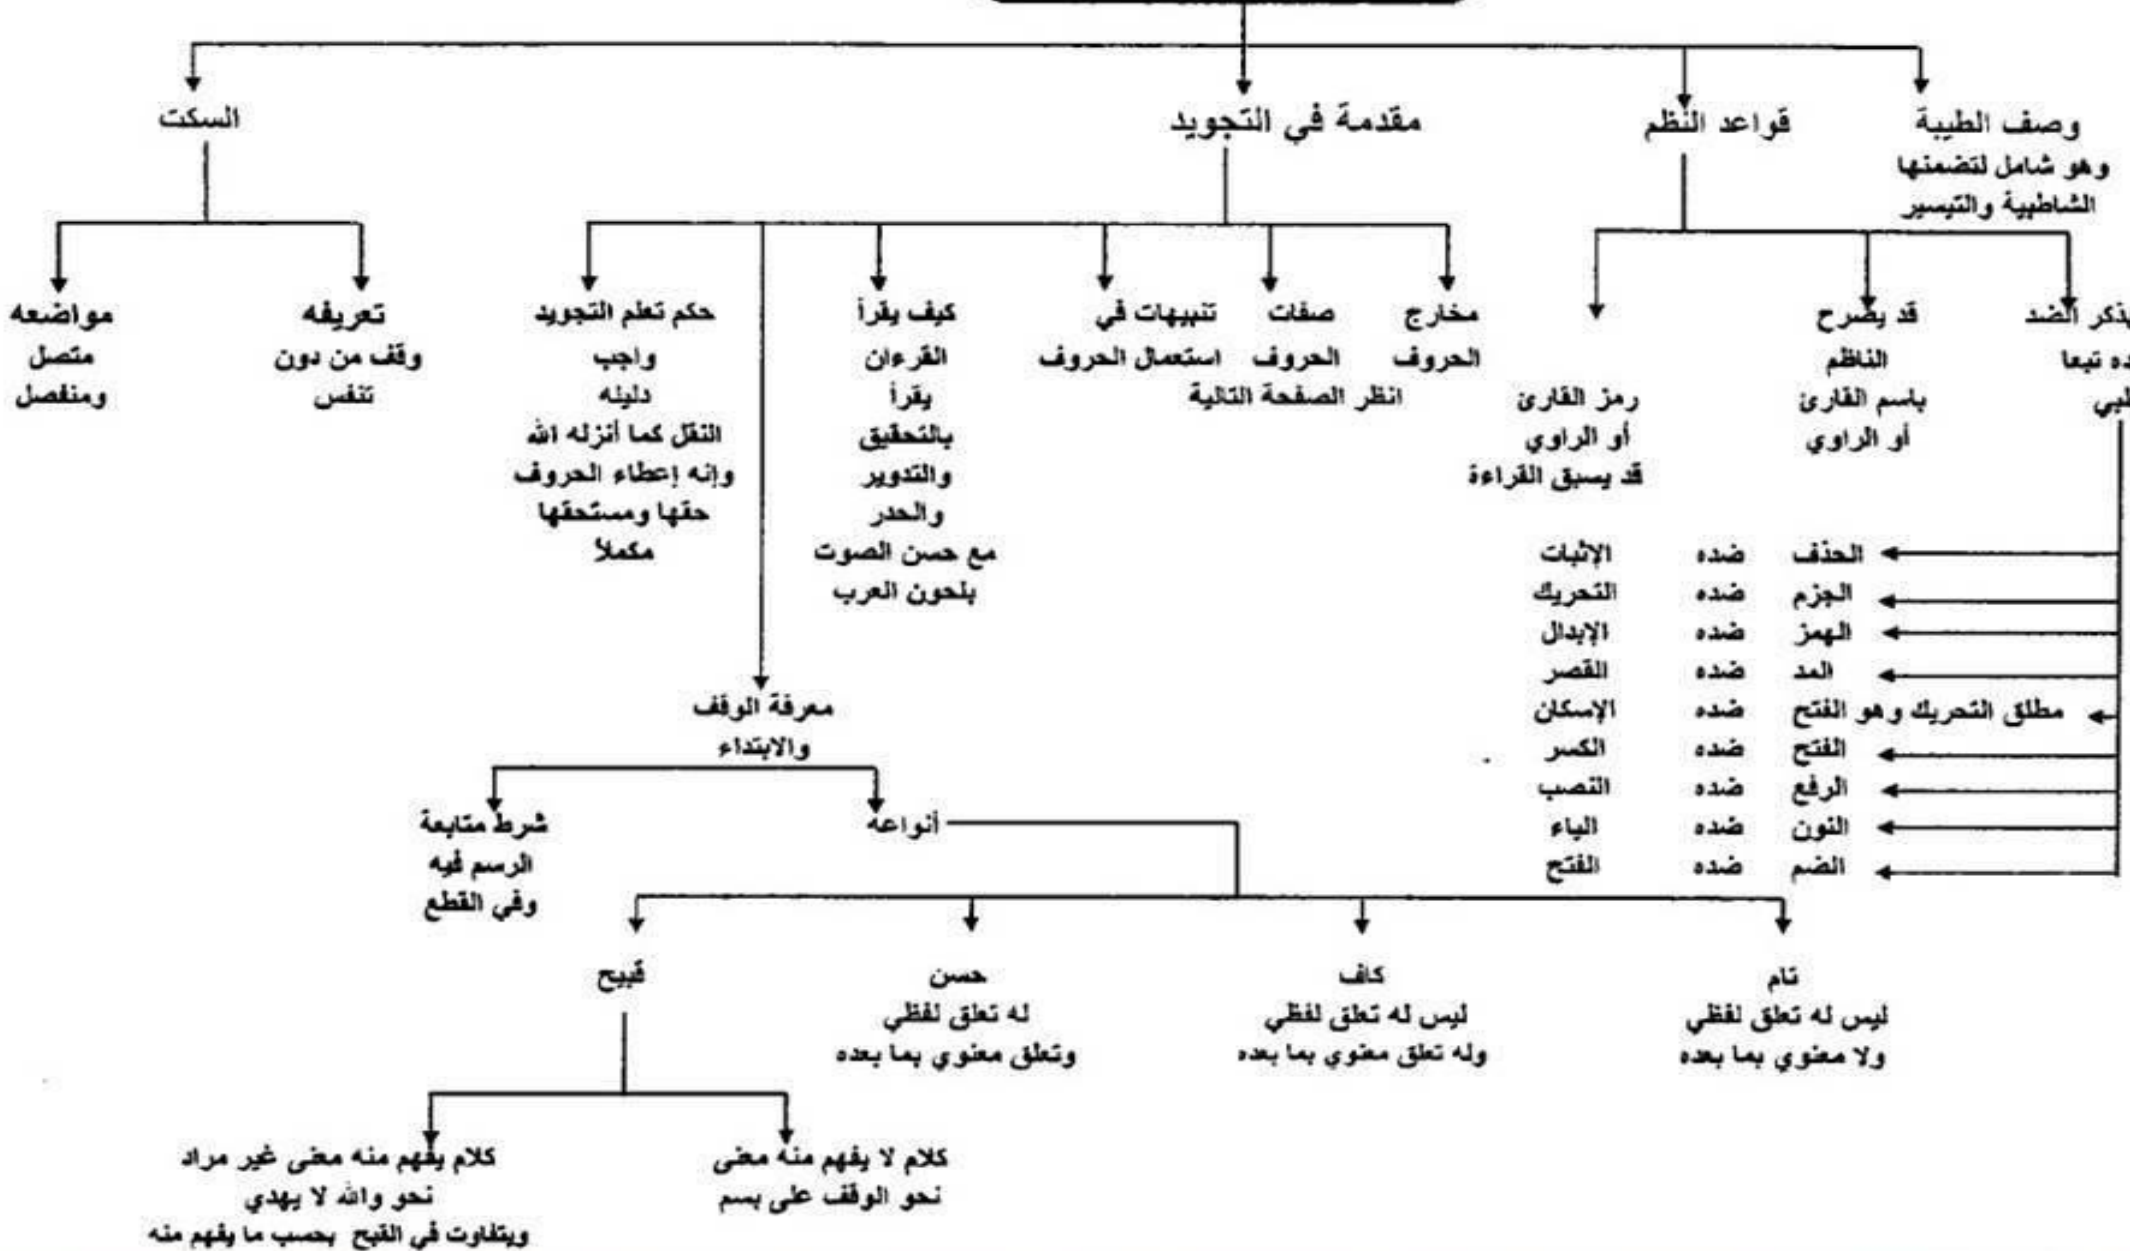 وصف الطيبة
وهو شامل لتضمنها
الشاطبية والتيسير
قواعد النظم
مقدمة في التجويد
السكت
يذكر الضد
تبعا
قد يصرح
الناظم
باسم القارئ
أو الراوي
رمز القارئ
أو الراوي
قد يسبق القراءة
الحذف ضده الإثبات
الجزم ضده التحريك
الهمز ضده الإبدال
المد ضده القصر
مطلق التحريك وهو الفتح ضده الإسكان
الفتح ضده الكسر
الرفع ضده النصب
النون ضده الياء
الضم ضده الفتح
مخارج
الحروف
صفات
الحروف
تنبيهات في
استعمال الحروف
انظر الصفحة التالية
كيف يقرأ
القرءان
يقرأ
بالتحقيق
والتدوير
والحدر
مع حسن الصوت
بلحون العرب
معرفة الوقف
والابتداء
حكم تعلم التجويد
واجب
دليله
النقل كما أنزله الله
وإنه إعطاء الحروف
حقها ومستحقها
مكملاً
تعريفه
وقف من دون
تنفس
مواضعه
متصل
ومنفصل
أنواعه
شرط متابعة
الرسم فيه
وفي القطع
تام
ليس له تعلق لفظي
ولا معنوي بما بعده
كاف
ليس له تعلق لفظي
وله تعلق معنوي بما بعده
حسن
له تعلق لفظي
وتعلق معنوي بما بعده
قبيح
كلام لا يفهم منه معنى
نحو الوقف على بسم
كلام يفهم منه معنى غير مراد
نحو والله لا يهدي
ويتفاوت في القبح بحسب ما يفهم منه